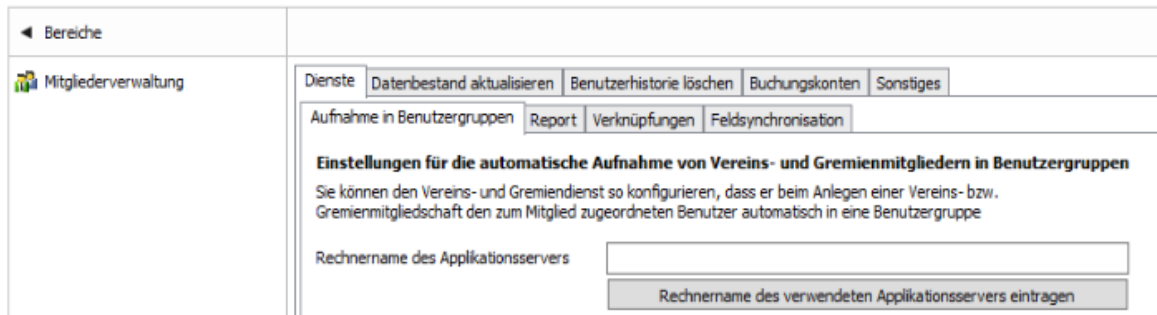 Bereiche
Mitgliederverwaltung
Dienste Datenbestand aktualisieren Benutzerhistorie löschen Buchungskonten Sonstiges
Aufnahme in Benutzergruppen Report Verknüpfungen Feldsynchronisation
Einstellungen für die automatische Aufnahme von Vereins- und Gremienmitgliedern in Benutzergruppen
Sie können den Vereins- und Gremiendienst so konfigurieren, dass er beim Anlegen einer Vereins- bzw.
Gremienmitgliedschaft den zum Mitglied zugeordneten Benutzer automatisch in eine Benutzergruppe
Rechnername des Applikationsservers
Rechnername des verwendeten Applikationsservers eintragen